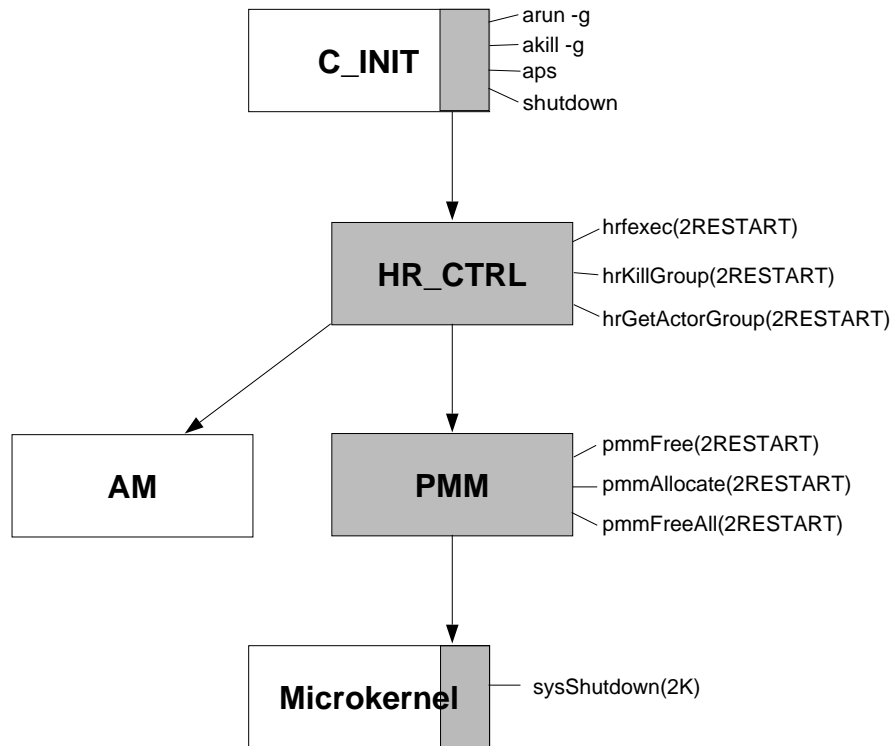 arun -g
akill -g
C_INIT
aps
shutdown
hrfexec(2RESTART)
HR_CTRL
hrKillGroup(2RESTART)
hrGetActorGroup(2RESTART)
pmmFree(2RESTART)
AM
PMM
pmmAllocate(2RESTART)
pmmFreeAll(2RESTART)
Microkernel
sysShutdown(2K)